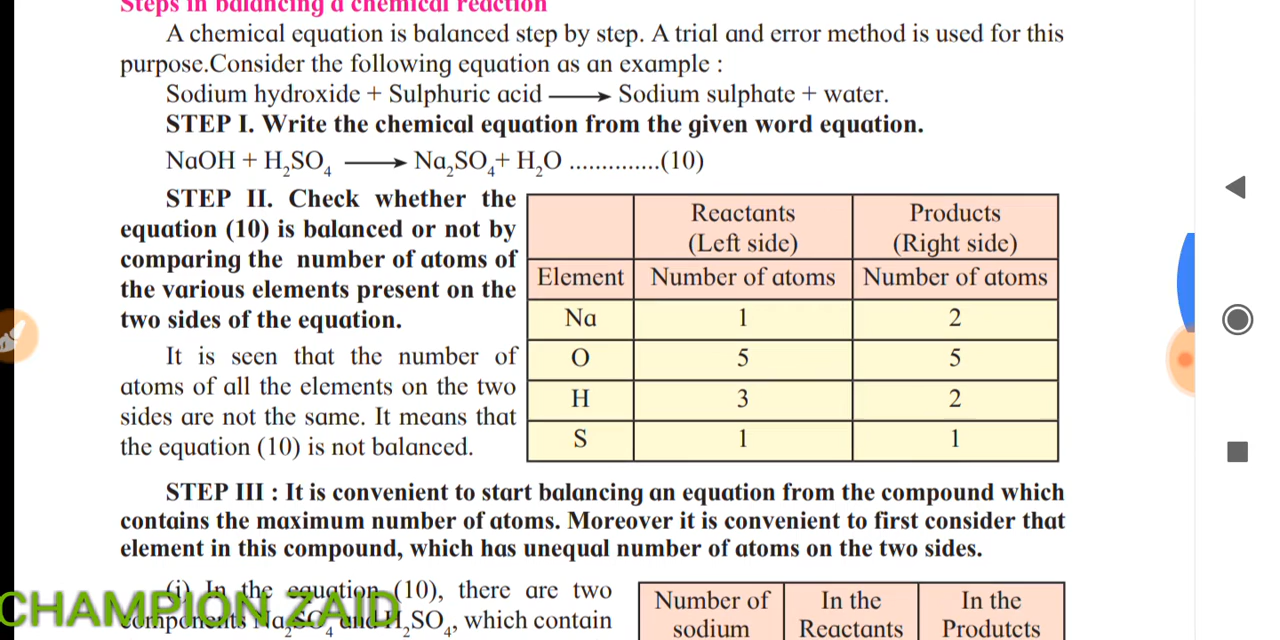 Steps in balancing a chemical reaction
A chemical equation is balanced step by step. A trial and error method is used for this
purpose.Consider the following equation as an example :
Sodium hydroxide + Sulphuric acid ⟶ Sodium sulphate + water.
STEP I. Write the chemical equation from the given word equation.
NaOH + H₂SO₄ ⟶ Na₂SO₄+ H₂O ..............(10)
STEP II. Check whether the
equation (10) is balanced or not by
comparing the number of atoms of
the various elements present on the
two sides of the equation.
It is seen that the number of
atoms of all the elements on the two
sides are not the same. It means that
the equation (10) is not balanced.
Reactants Products
(Left side) (Right side)
Element Number of atoms Number of atoms
Na 1 2
O 5 5
H 3 2
S 1 1
STEP III : It is convenient to start balancing an equation from the compound which
contains the maximum number of atoms. Moreover it is convenient to first consider that
element in this compound, which has unequal number of atoms on the two sides.
(i) In the equation (10), there are two
components Na₂SO₄ and H₂SO₄, which contain
Number of In the In the
sodium Reactants Produtcts
CHAMPION ZAID